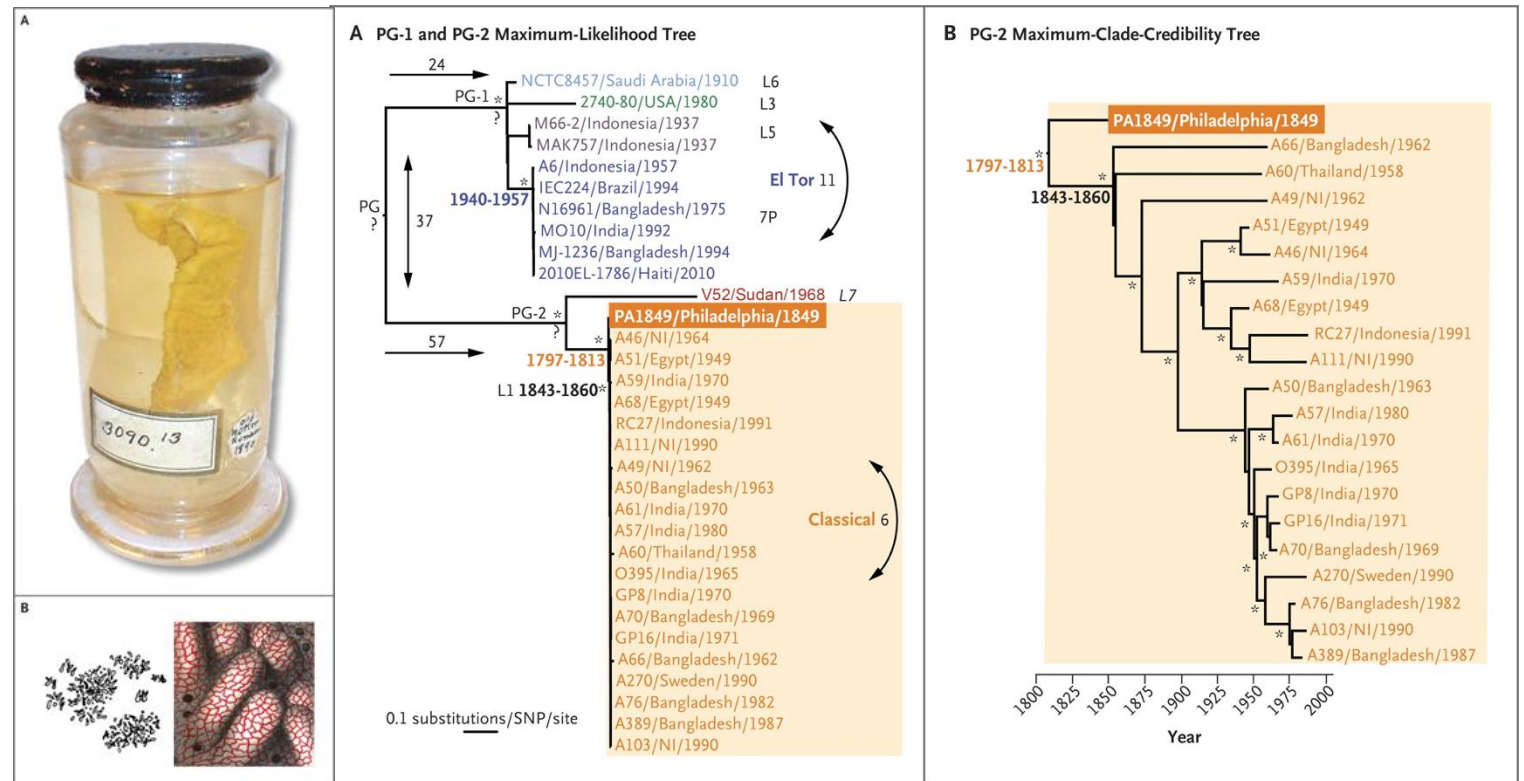 A
3090.13
Mütter
1849
B
A PG-1 and PG-2 Maximum-Likelihood Tree
24
PG-1 *
?
NCTC8457/Saudi Arabia/1910 L6
2740-80/USA/1980 L3
M66-2/Indonesia/1937
L5
MAK757/Indonesia/1937
A6/Indonesia/1957
*
IEC224/Brazil/1994
El Tor 11
1940-1957
N16961/Bangladesh/1975
7P
MO10/India/1992
MJ-1236/Bangladesh/1994
2010EL-1786/Haiti/2010
PG
?
37
V52/Sudan/1968 L7
PG-2 *
?
PA1849/Philadelphia/1849
57
*
1797-1813
L1 1843-1860*
A46/NI/1964
A51/Egypt/1949
A59/India/1970
A68/Egypt/1949
RC27/Indonesia/1991
A111/NI/1990
A49/NI/1962
A50/Bangladesh/1963
A61/India/1970
Classical 6
A57/India/1980
A60/Thailand/1958
O395/India/1965
GP8/India/1970
A70/Bangladesh/1969
GP16/India/1971
A66/Bangladesh/1962
A270/Sweden/1990
A76/Bangladesh/1982
A389/Bangladesh/1987
A103/NI/1990
0.1 substitutions/SNP/site
B PG-2 Maximum-Clade-Credibility Tree
PA1849/Philadelphia/1849
*
1797-1813
A66/Bangladesh/1962
*
1843-1860
A60/Thailand/1958
A49/NI/1962
A51/Egypt/1949
*
A46/NI/1964
*
*
A59/India/1970
A68/Egypt/1949
*
RC27/Indonesia/1991
*
*
A111/NI/1990
A50/Bangladesh/1963
A57/India/1980
*
*
A61/India/1970
O395/India/1965
GP8/India/1970
*
GP16/India/1971
*
A70/Bangladesh/1969
*
A270/Sweden/1990
*
A76/Bangladesh/1982
*
A103/NI/1990
A389/Bangladesh/1987
1800
1825
1850
1875
1900
1925
1950
1975
2000
Year